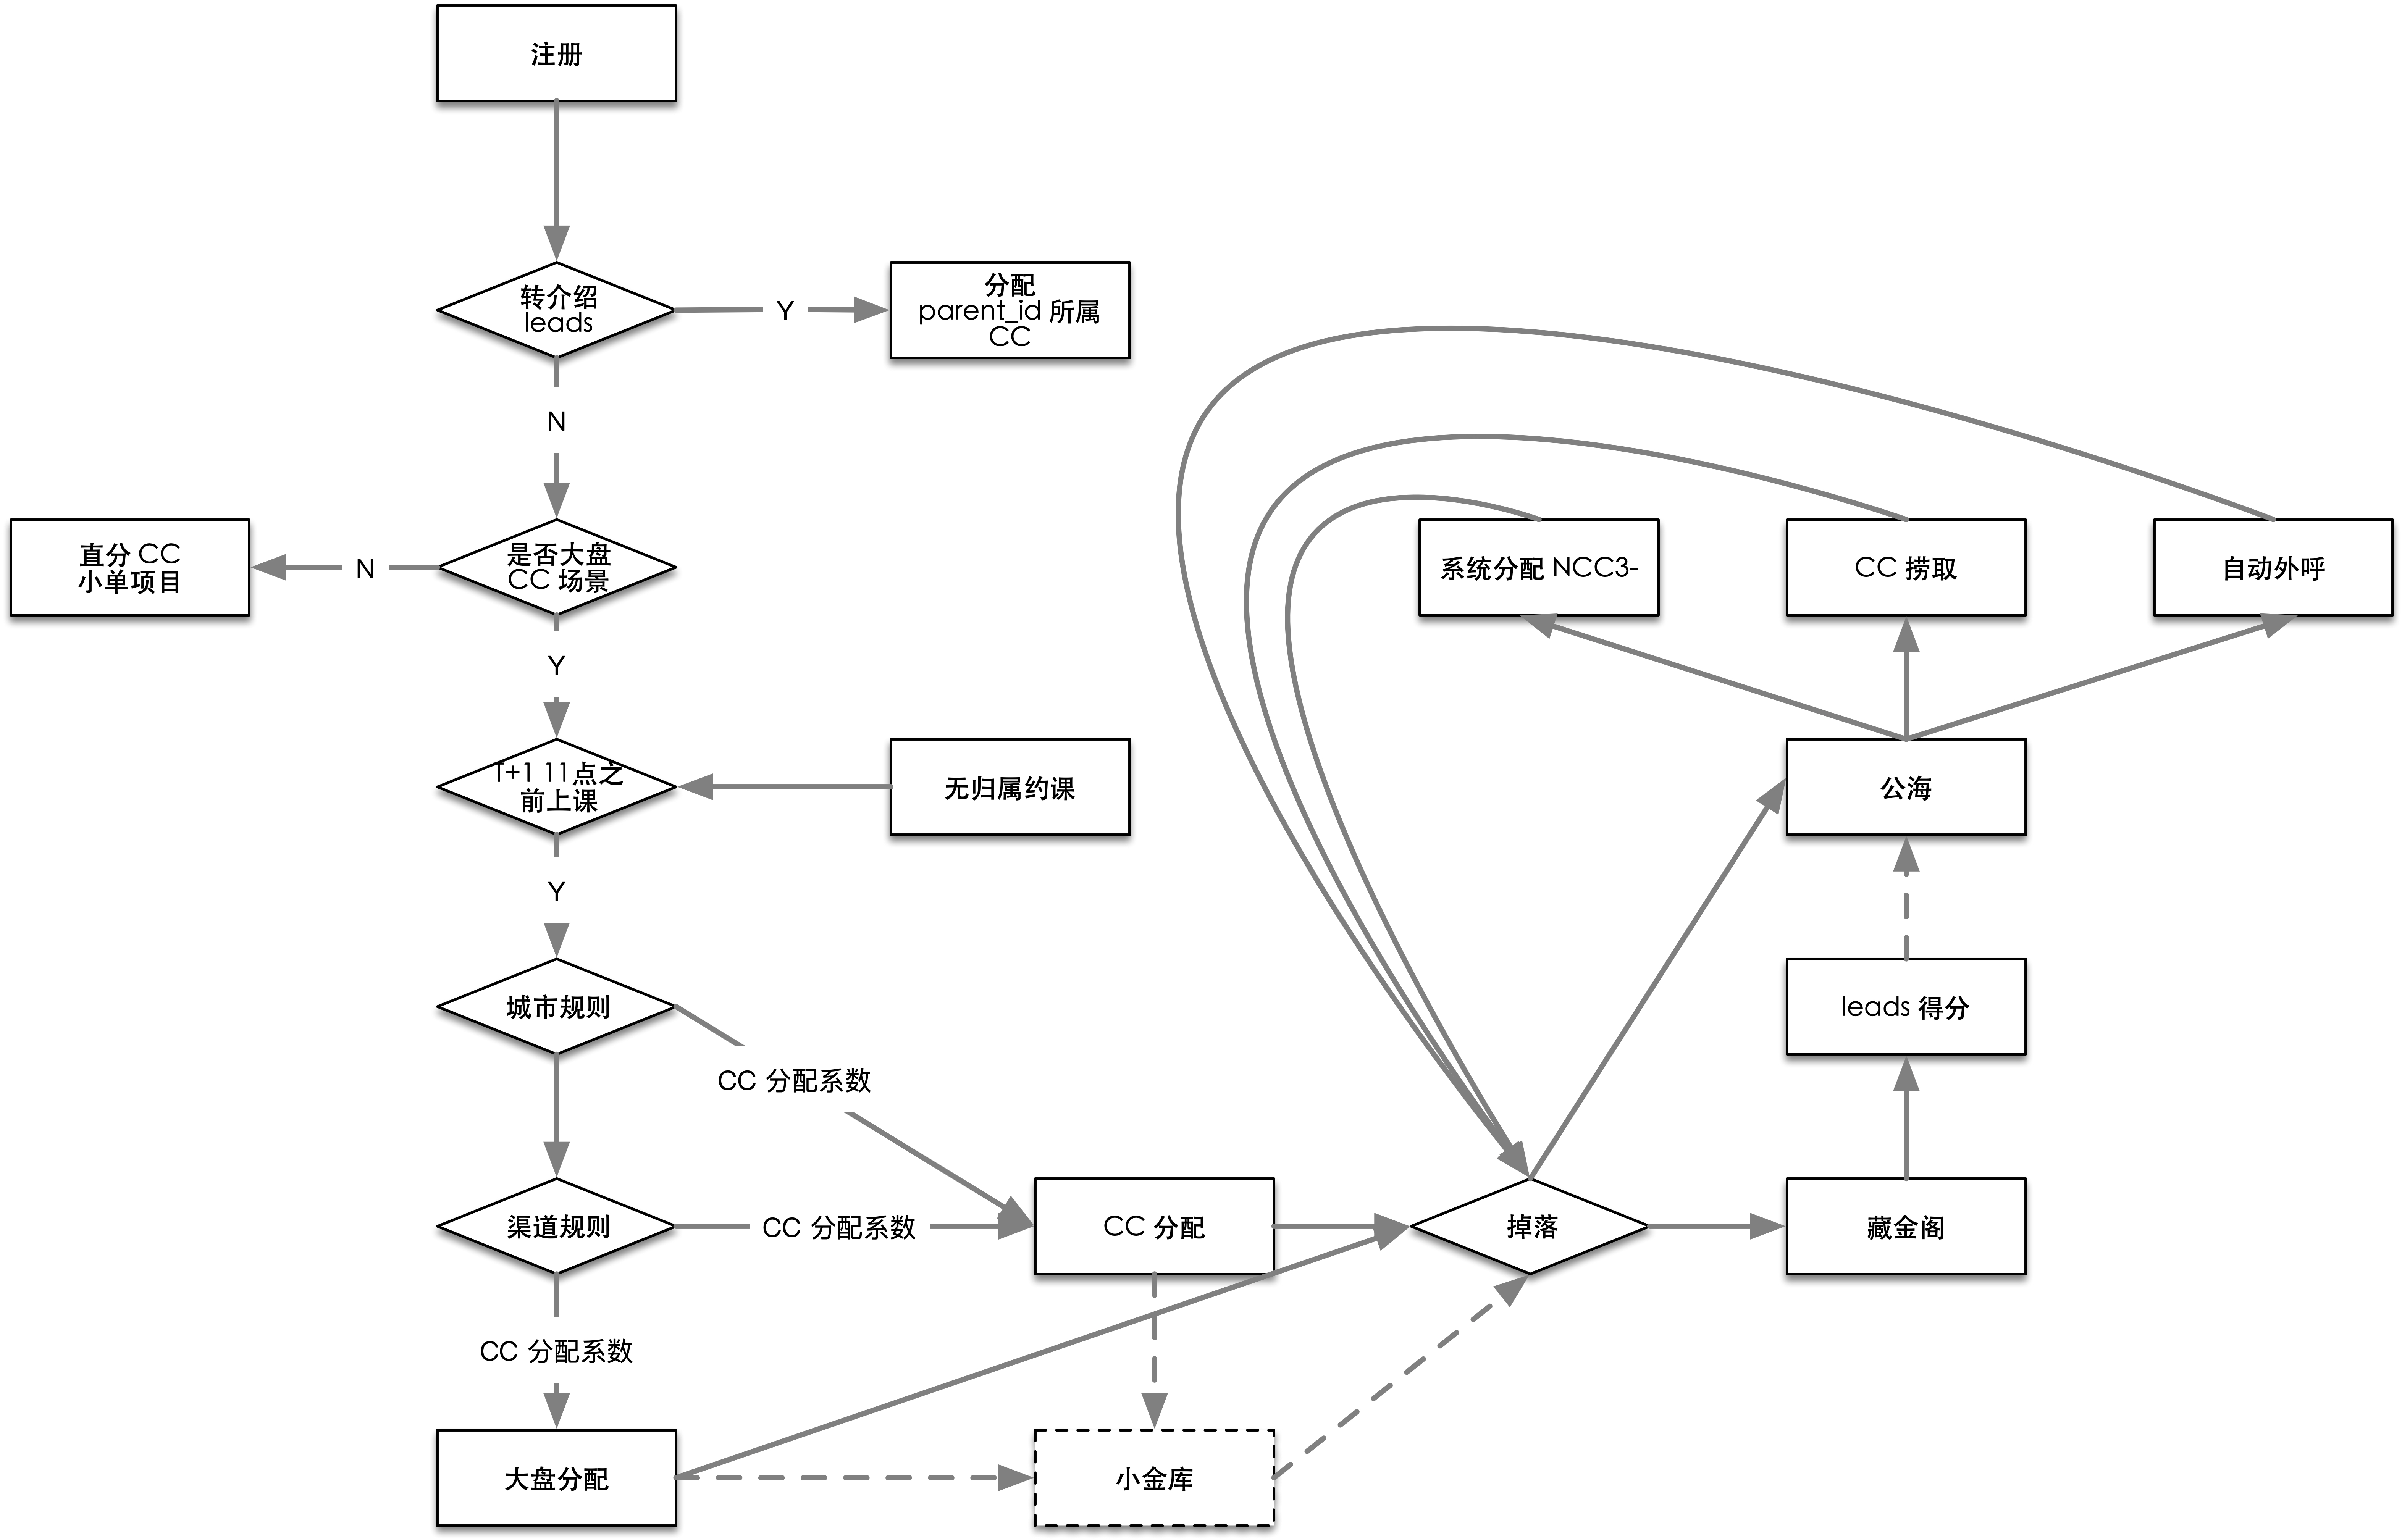 注册
转介绍
leads
Y
分配
parent_id 所属
CC
N
直分 CC
小单项目
N
是否大盘
CC 场景
系统分配 NCC3-
CC 捞取
自动外呼
Y
T+1 11点之
前上课
无归属约课
公海
Y
城市规则
leads 得分
CC 分配系数
渠道规则
CC 分配系数
CC 分配
掉落
藏金阁
CC 分配系数
大盘分配
小金库